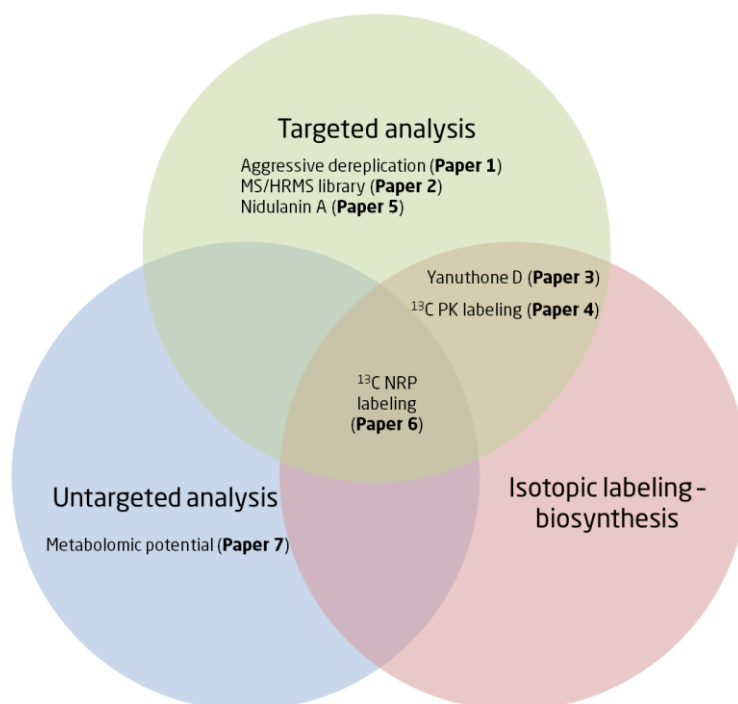 Targeted analysis
Aggressive dereplication (Paper 1)
MS/HRMS library (Paper 2)
Nidulanin A (Paper 5)
Yanuthone D (Paper 3)
¹³C PK labeling (Paper 4)
¹³C NRP
labeling
(Paper 6)
Untargeted analysis
Metabolomic potential (Paper 7)
Isotopic labeling –
biosynthesis